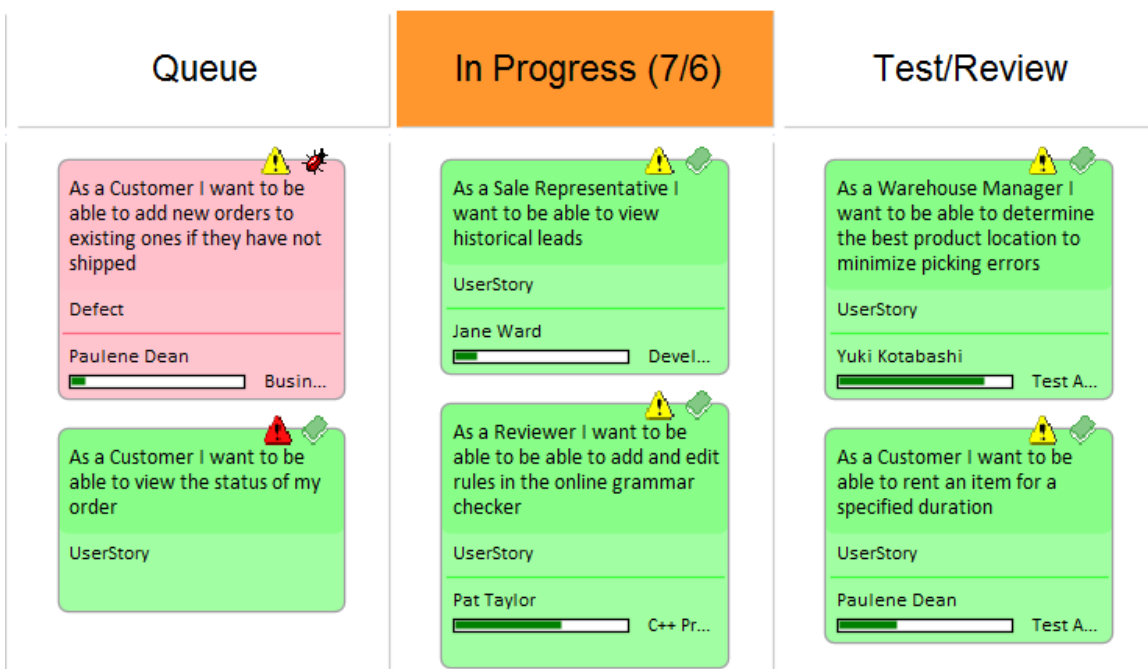 Queue
In Progress (7/6)
Test/Review
As a Customer I want to be
able to add new orders to
existing ones if they have not
shipped
Defect
Paulene Dean
Busin...
As a Customer I want to be
able to view the status of my
order
UserStory
As a Sale Representative I
want to be able to view
historical leads
UserStory
Jane Ward
Devel...
As a Reviewer I want to be
able to be able to add and edit
rules in the online grammar
checker
UserStory
Pat Taylor
C++ Pr...
As a Warehouse Manager I
want to be able to determine
the best product location to
minimize picking errors
UserStory
Yuki Kotabashi
Test A...
As a Customer I want to be
able to rent an item for a
specified duration
UserStory
Paulene Dean
Test A...